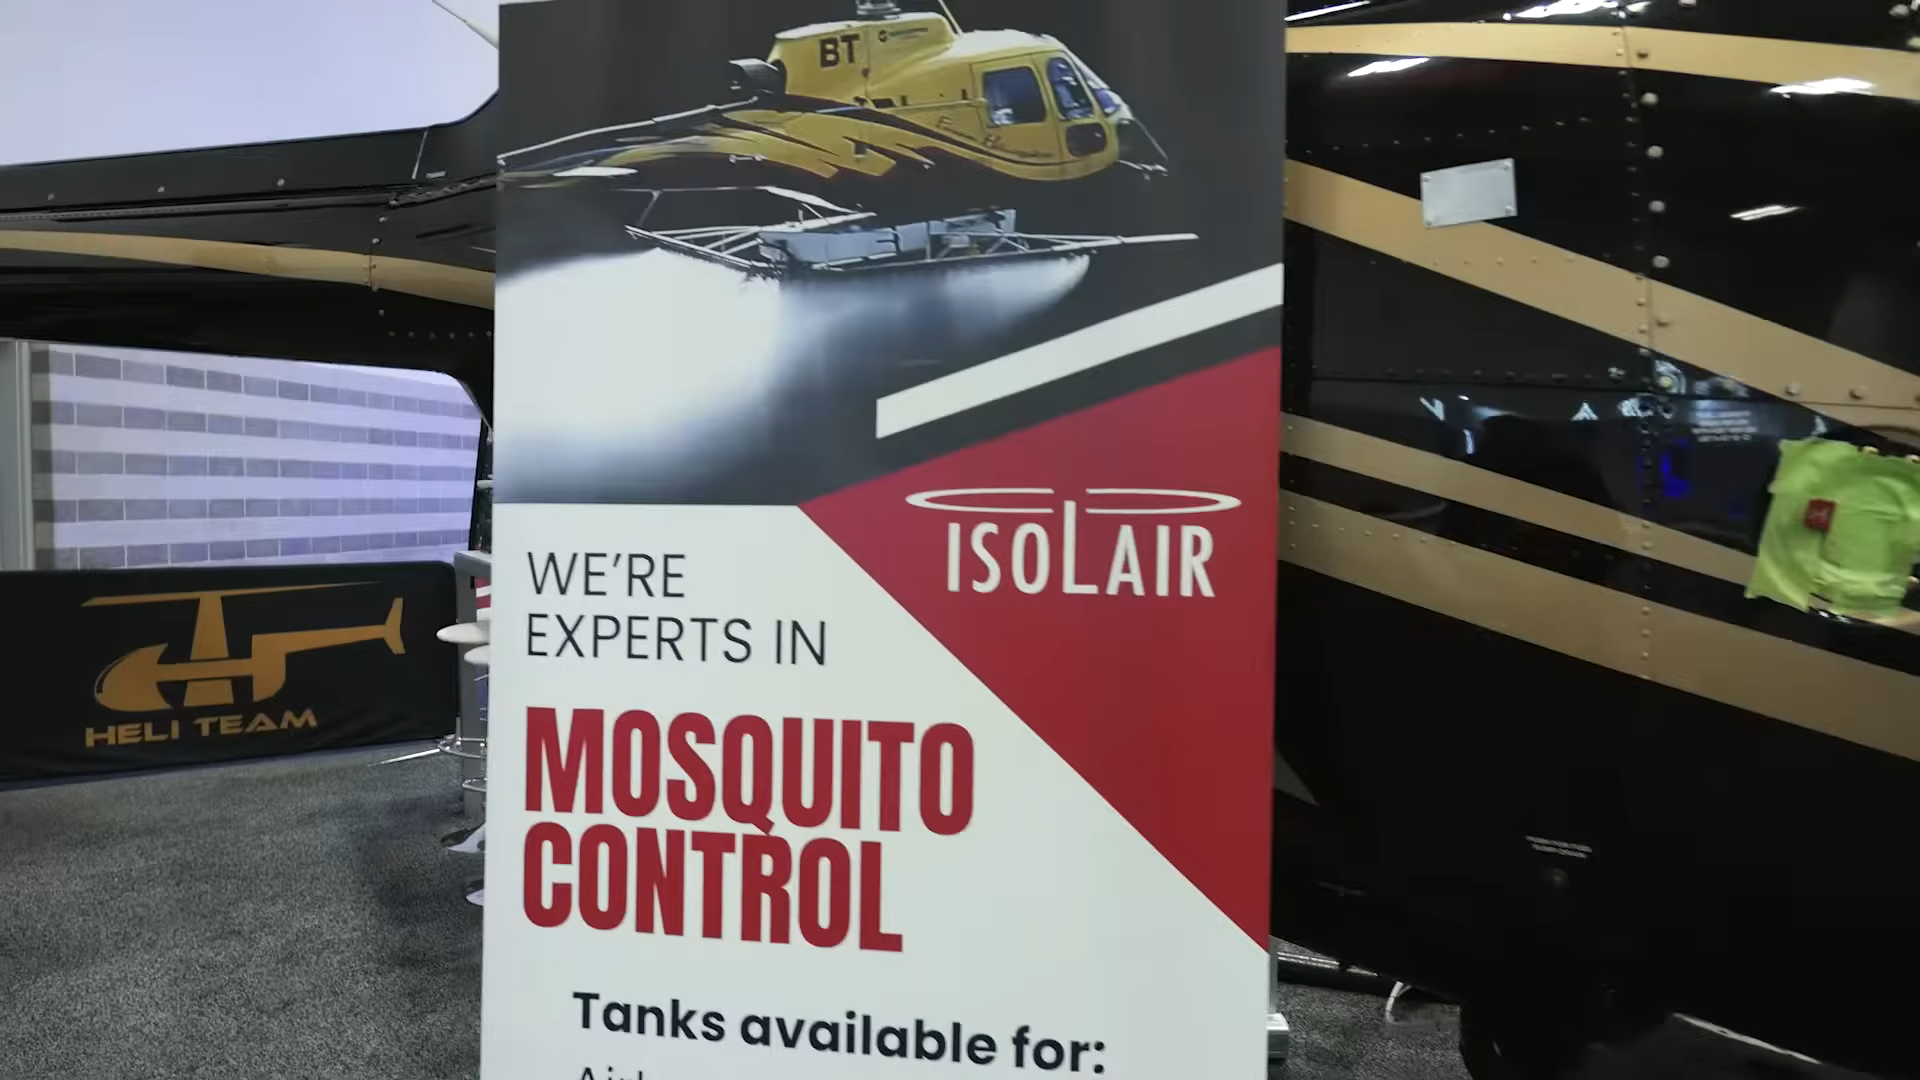 BT
ISOLAIR
WE'RE
EXPERTS IN
MOSQUITO
CONTROL
Tanks available for:
HELI TEAM